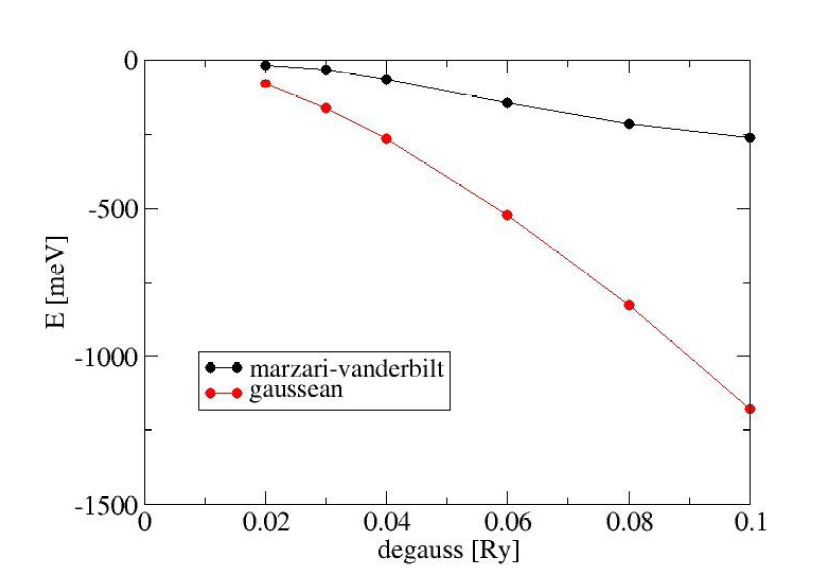 0
-500
E [meV]
-1000
marzari-vanderbilt
gaussean
-1500
0 0.02 0.04 0.06 0.08 0.1
degauss [Ry]